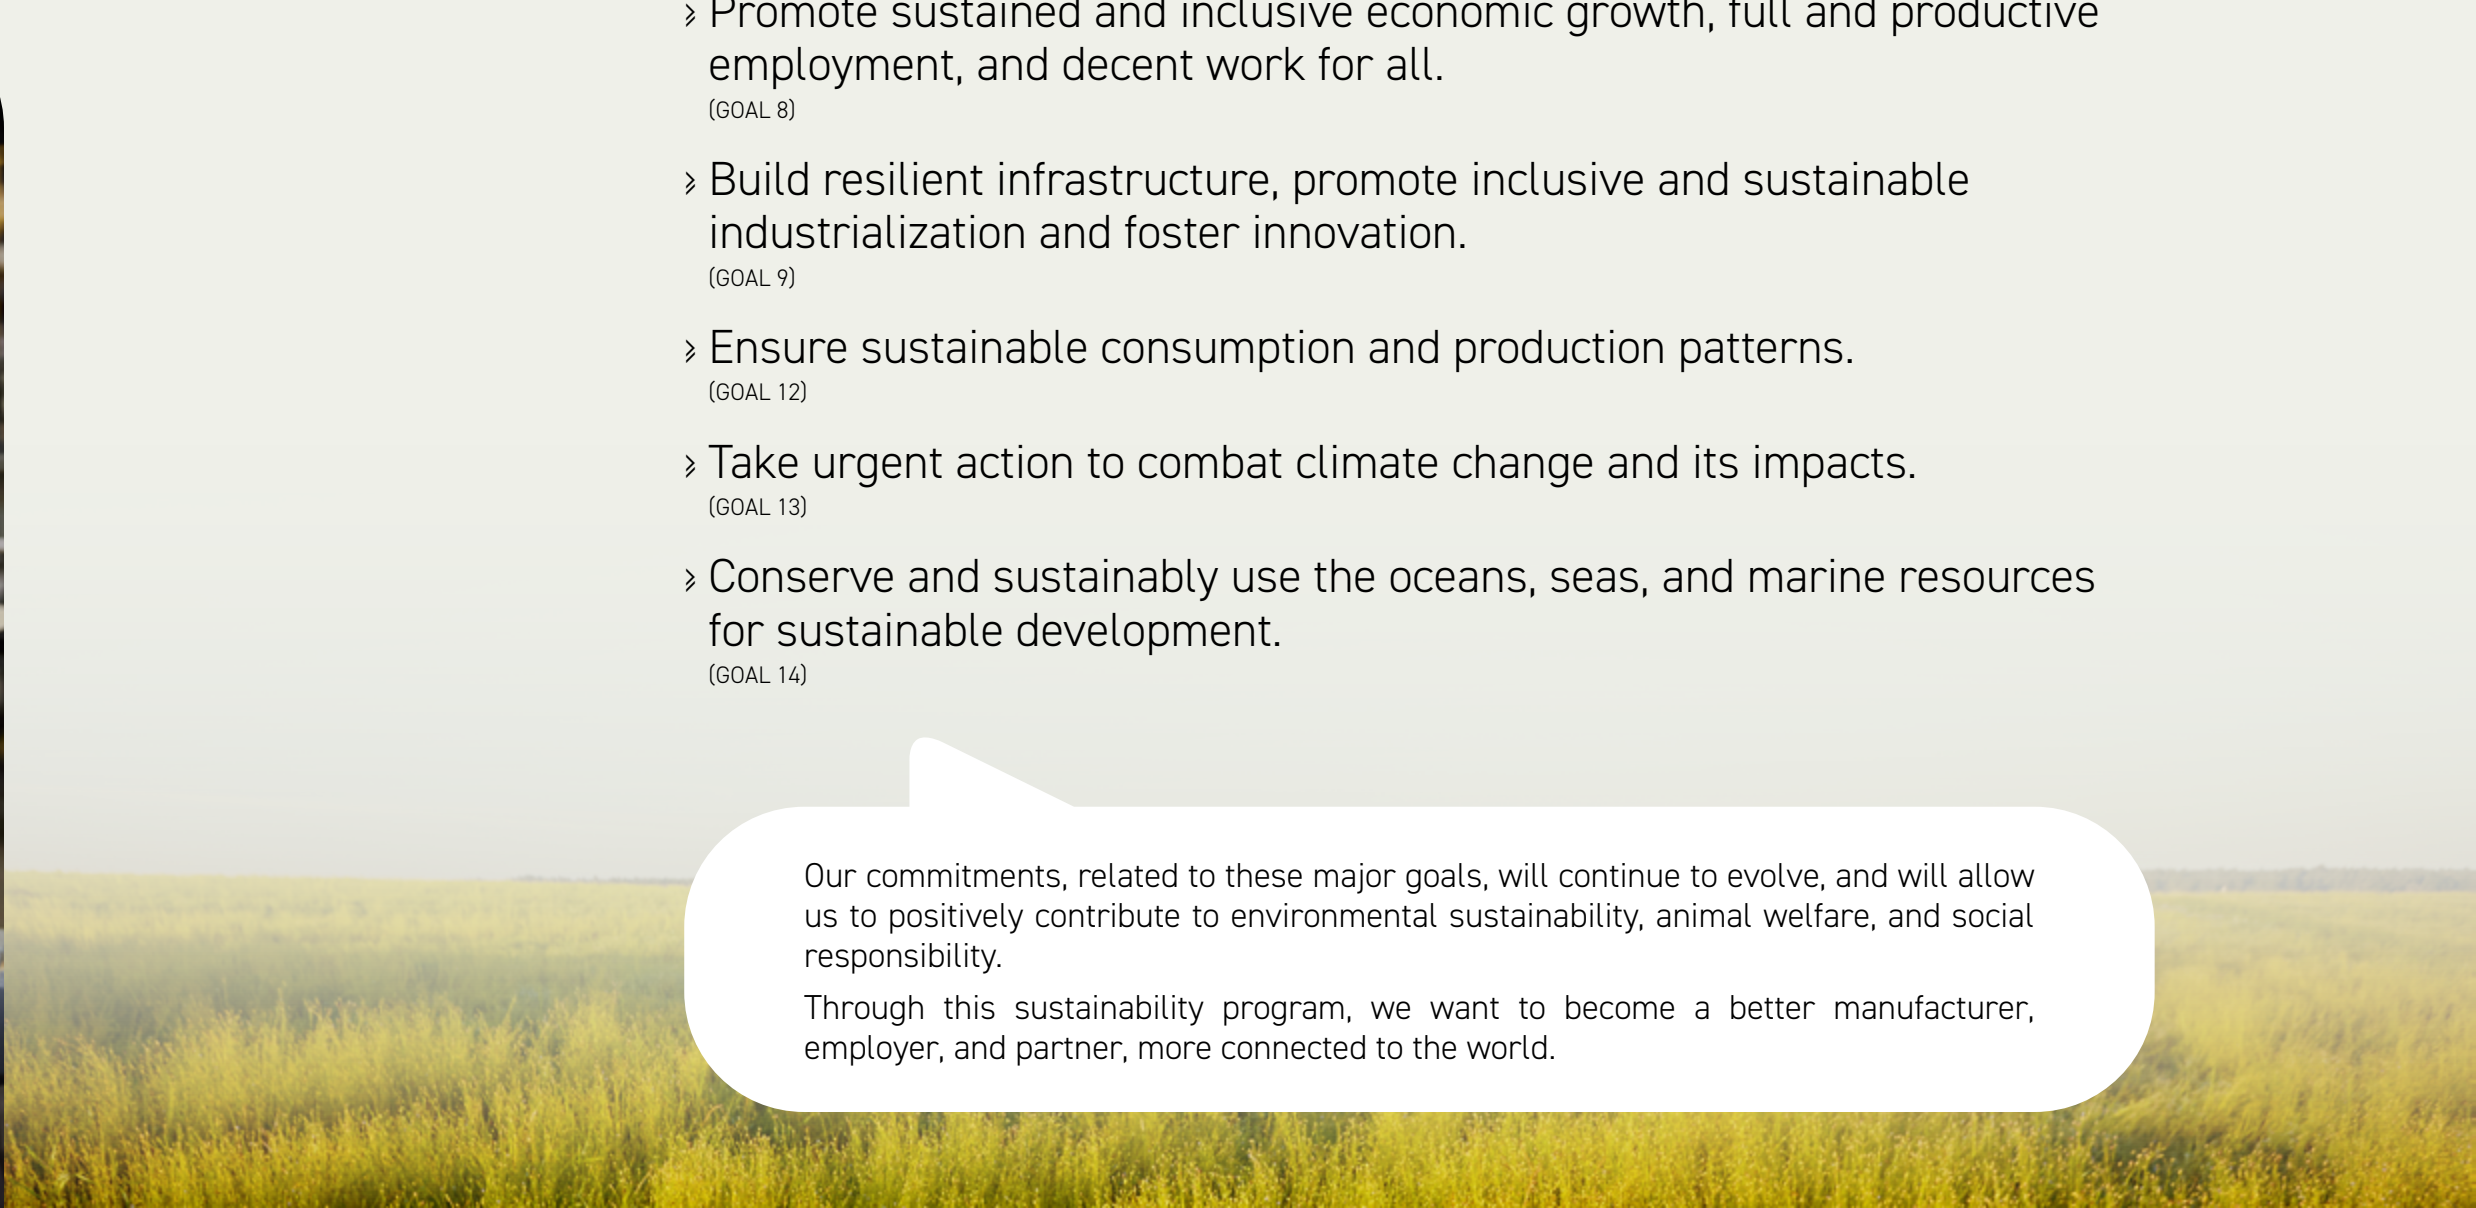 » Promote sustained and inclusive economic growth, full and productive
employment, and decent work for all.
(GOAL 8)
» Build resilient infrastructure, promote inclusive and sustainable
industrialization and foster innovation.
(GOAL 9)
» Ensure sustainable consumption and production patterns.
(GOAL 12)
» Take urgent action to combat climate change and its impacts.
(GOAL 13)
» Conserve and sustainably use the oceans, seas, and marine resources
for sustainable development.
(GOAL 14)
Our commitments, related to these major goals, will continue to evolve, and will allow
us to positively contribute to environmental sustainability, animal welfare, and social
responsibility.
Through this sustainability program, we want to become a better manufacturer,
employer, and partner, more connected to the world.